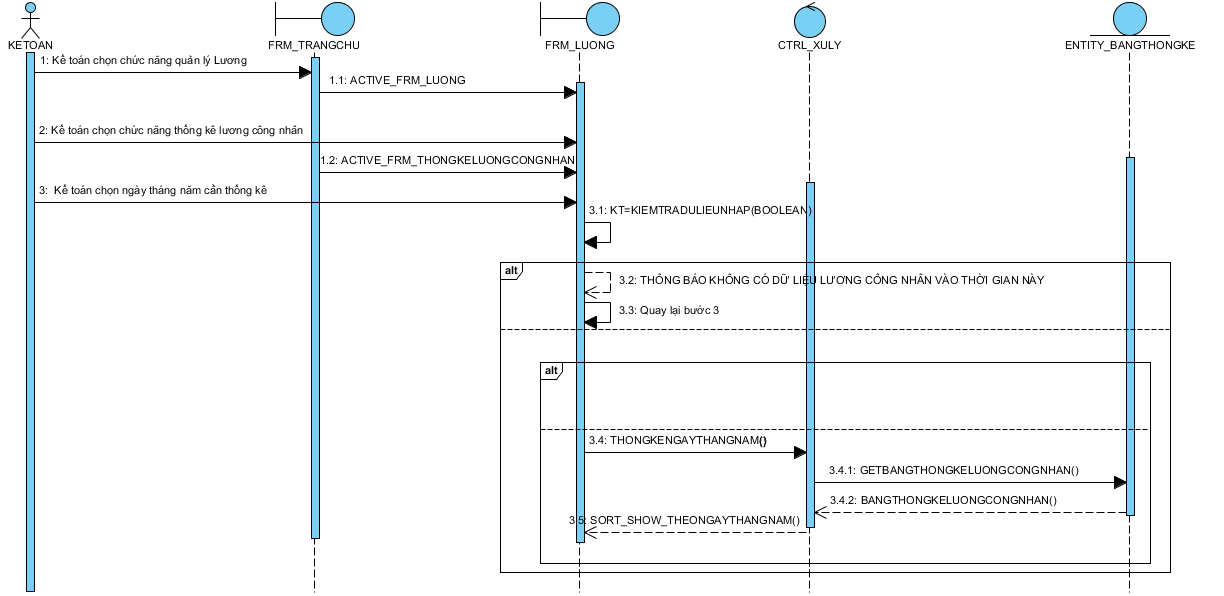 KETOAN
FRM_TRANGCHU
FRM_LUONG
CTRL_XULY
ENTITY_BANGTHONGKE
1: Kế toán chọn chức năng quản lý Lương
1.1: ACTIVE_FRM_LUONG
2: Kế toán chọn chức năng thống kê lương công nhân
1.2: ACTIVE_FRM_THONGKELUONGCONGNHAN
3: Kế toán chọn ngày tháng năm cần thống kê
3.1: KT=KIEMTRADULIEUNHAP(BOOLEAN)
alt
3.2: THÔNG BÁO KHÔNG CÓ DỮ LIỆU LƯƠNG CÔNG NHÂN VÀO THỜI GIAN NÀY
3.3: Quay lại bước 3
alt
3.4: THONGKENGAYTHANGNAM()
3.4.1: GETBANGTHONGKELUONGCONGNHAN()
3.4.2: BANGTHONGKELUONGCONGNHAN()
3.5: SORT_SHOW_THEONGAYTHANGNAM()